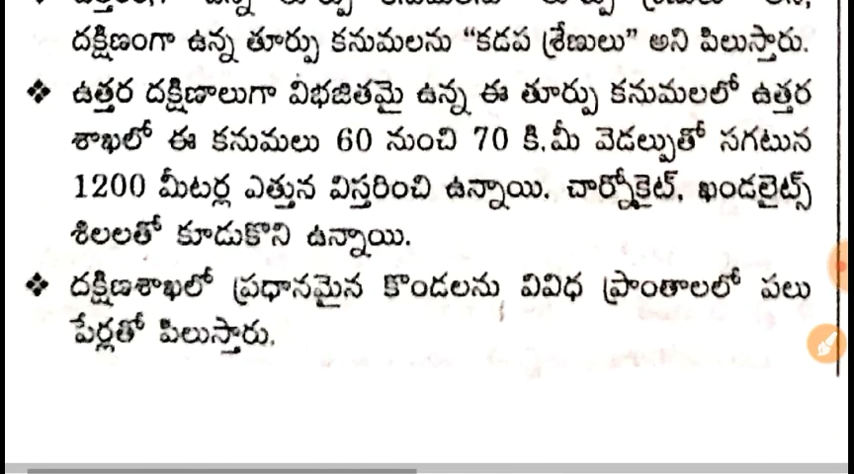 దక్షిణంగా ఉన్న తూర్పు కనుమలను “కడప శ్రేణులు” అని పిలుస్తారు.
❖ ఉత్తర దక్షిణాలుగా విభజితమై ఉన్న ఈ తూర్పు కనుమలలో ఉత్తర
శాఖలో ఈ కనుమలు 60 నుంచి 70 కి.మీ వెడల్పుతో సగటున
1200 మీటర్ల ఎత్తున విస్తరించి ఉన్నాయి. చార్నోకైట్, ఖండలైట్స్
శిలలతో కూడుకొని ఉన్నాయి.
❖ దక్షిణశాఖలో ప్రధానమైన కొండలను వివిధ ప్రాంతాలలో పలు
పేర్లతో పిలుస్తారు.